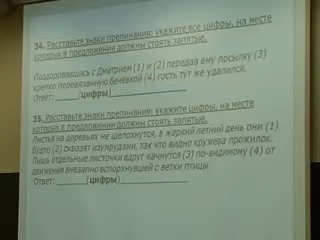 34. Расставьте знаки препинания: укажите все цифры, на месте
которых в предложении должны стоять запятые.
Поздоровавшись с Дмитрием (1) и (2) передав ему посылку (3)
крепко перевязанную бечёвкой (4) гость тут же удалился.
Ответ: ______(цифры)________________
35. Расставьте знаки препинания: укажите цифры, на месте
которых в предложении должны стоять запятые.
Листья на деревьях не шелохнутся, в жаркий летний день они (1)
будто (2) сквозят изумрудами, так что видно кружева прожилок.
Лишь отдельные листочки вдруг качнутся (3) по-видимому (4) от
движения внезапно вспорхнувшей с ветки птицы
Ответ: ______(цифры)________________